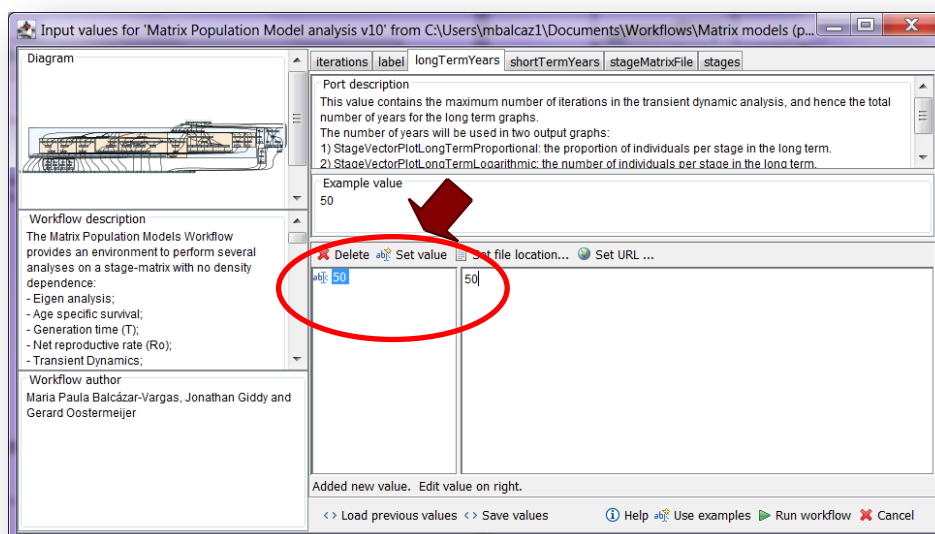 Input values for 'Matrix Population Model analysis v10' from C:\Users\mbalcaz1\Documents\Workflows\Matrix models (p...
Diagram
Workflow description
The Matrix Population Models Workflow
provides an environment to perform several
analyses on a stage-matrix with no density
dependence:
- Eigen analysis;
- Age specific survival;
- Generation time (T);
- Net reproductive rate (Ro);
- Transient Dynamics;
Workflow author
Maria Paula Balcázar-Vargas, Jonathan Giddy and
Gerard Oostermeijer
iterations label longTermYears shortTermYears stageMatrixFile stages
Port description
This value contains the maximum number of iterations in the transient dynamic analysis, and hence the total
number of years for the long term graphs.
The number of years will be used in two output graphs:
1) StageVectorPlotLongTermProportional: the proportion of individuals per stage in the long term.
2) StageVectorPlotLongTermLogarithmic: the number of individuals per stage in the long term.
Example value
50
Delete Set value Set file location... Set URL ...
50
50
Added new value. Edit value on right.
Load previous values Save values Help Use examples Run workflow Cancel